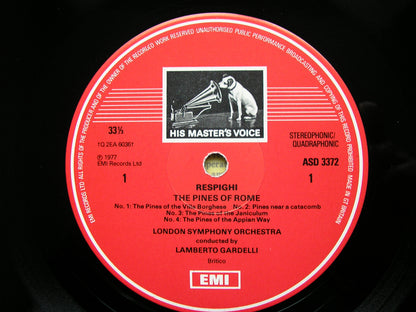 ALL RIGHTS OF THE PRODUCER AND OF THE OWNER OF THE RECORDED WORK RESERVED UNAUTHORISED PUBLIC PERFORMANCE BROADCASTING AND COPYING OF THIS RECORD PROHIBITED MADE IN GT BRITAIN
HIS MASTER'S VOICE
33⅓
STEREOPHONIC/
QUADRAPHONIC
1Q 2EA 60361
ASD 3372
℗ 1977
EMI Records Ltd
1
1
RESPIGHI
THE PINES OF ROME
No. 1: The Pines of the Villa Borghese No. 2: Pines near a catacomb
No. 3: The Pines of the Janiculum
No. 4: The Pines of the Appian Way
LONDON SYMPHONY ORCHESTRA
conducted by
LAMBERTO GARDELLI
Britico
EMI